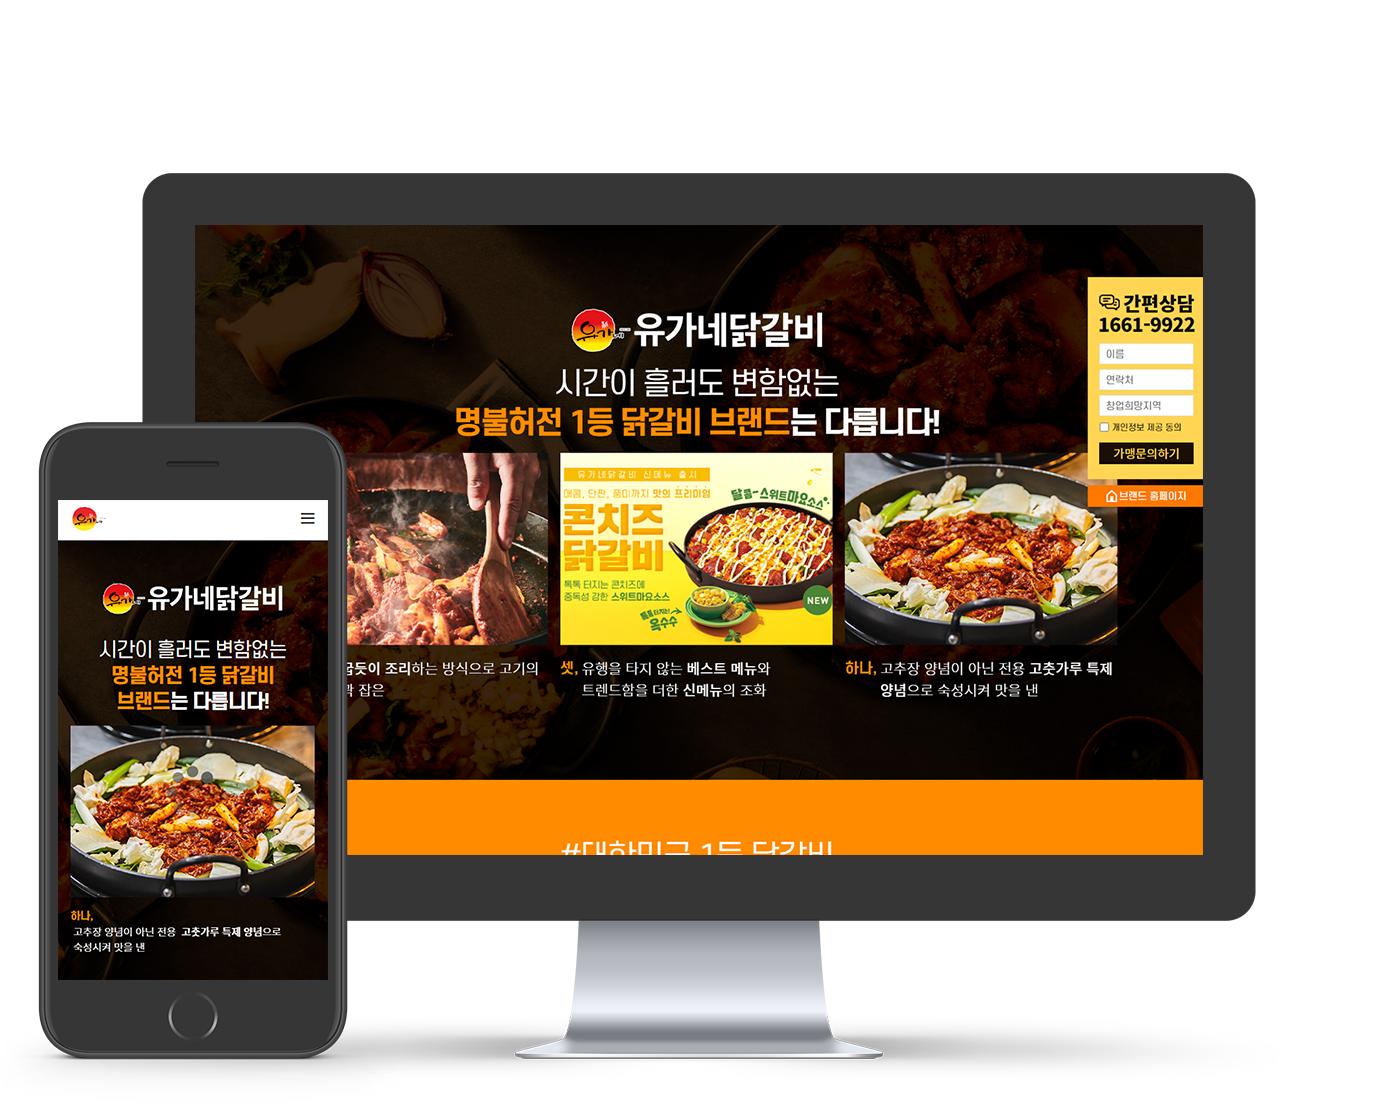 유가네닭갈비
시간이 흘러도 변함없는
명불허전 1등 닭갈비 브랜드는 다릅니다!
간편상담
1661-9922
이름
연락처
창업희망지역
개인정보 제공 동의
가맹문의하기
브랜드 홈페이지
유가네닭갈비 신메뉴 출시
매콤, 단짠, 풍미까지 맛의 프리미엄
콘치즈
닭갈비
톡톡 터지는 콘치즈에
중독성 강한 스위트마요소스
달콤~스위트마요소스
톡톡 터지는
옥수수
NEW
굽듯이 조리하는 방식으로 고기의
꽉 잡은
셋, 유행을 타지 않는 베스트 메뉴와
트렌드함을 더한 신메뉴의 조화
하나, 고추장 양념이 아닌 전용 고춧가루 특제
양념으로 숙성시켜 맛을 낸
#대한민국 1등 닭갈비
유가네
유가네닭갈비
시간이 흘러도 변함없는
명불허전 1등 닭갈비
브랜드는 다릅니다!
하나,
고추장 양념이 아닌 전용 고춧가루 특제 양념으로
숙성시켜 맛을 낸